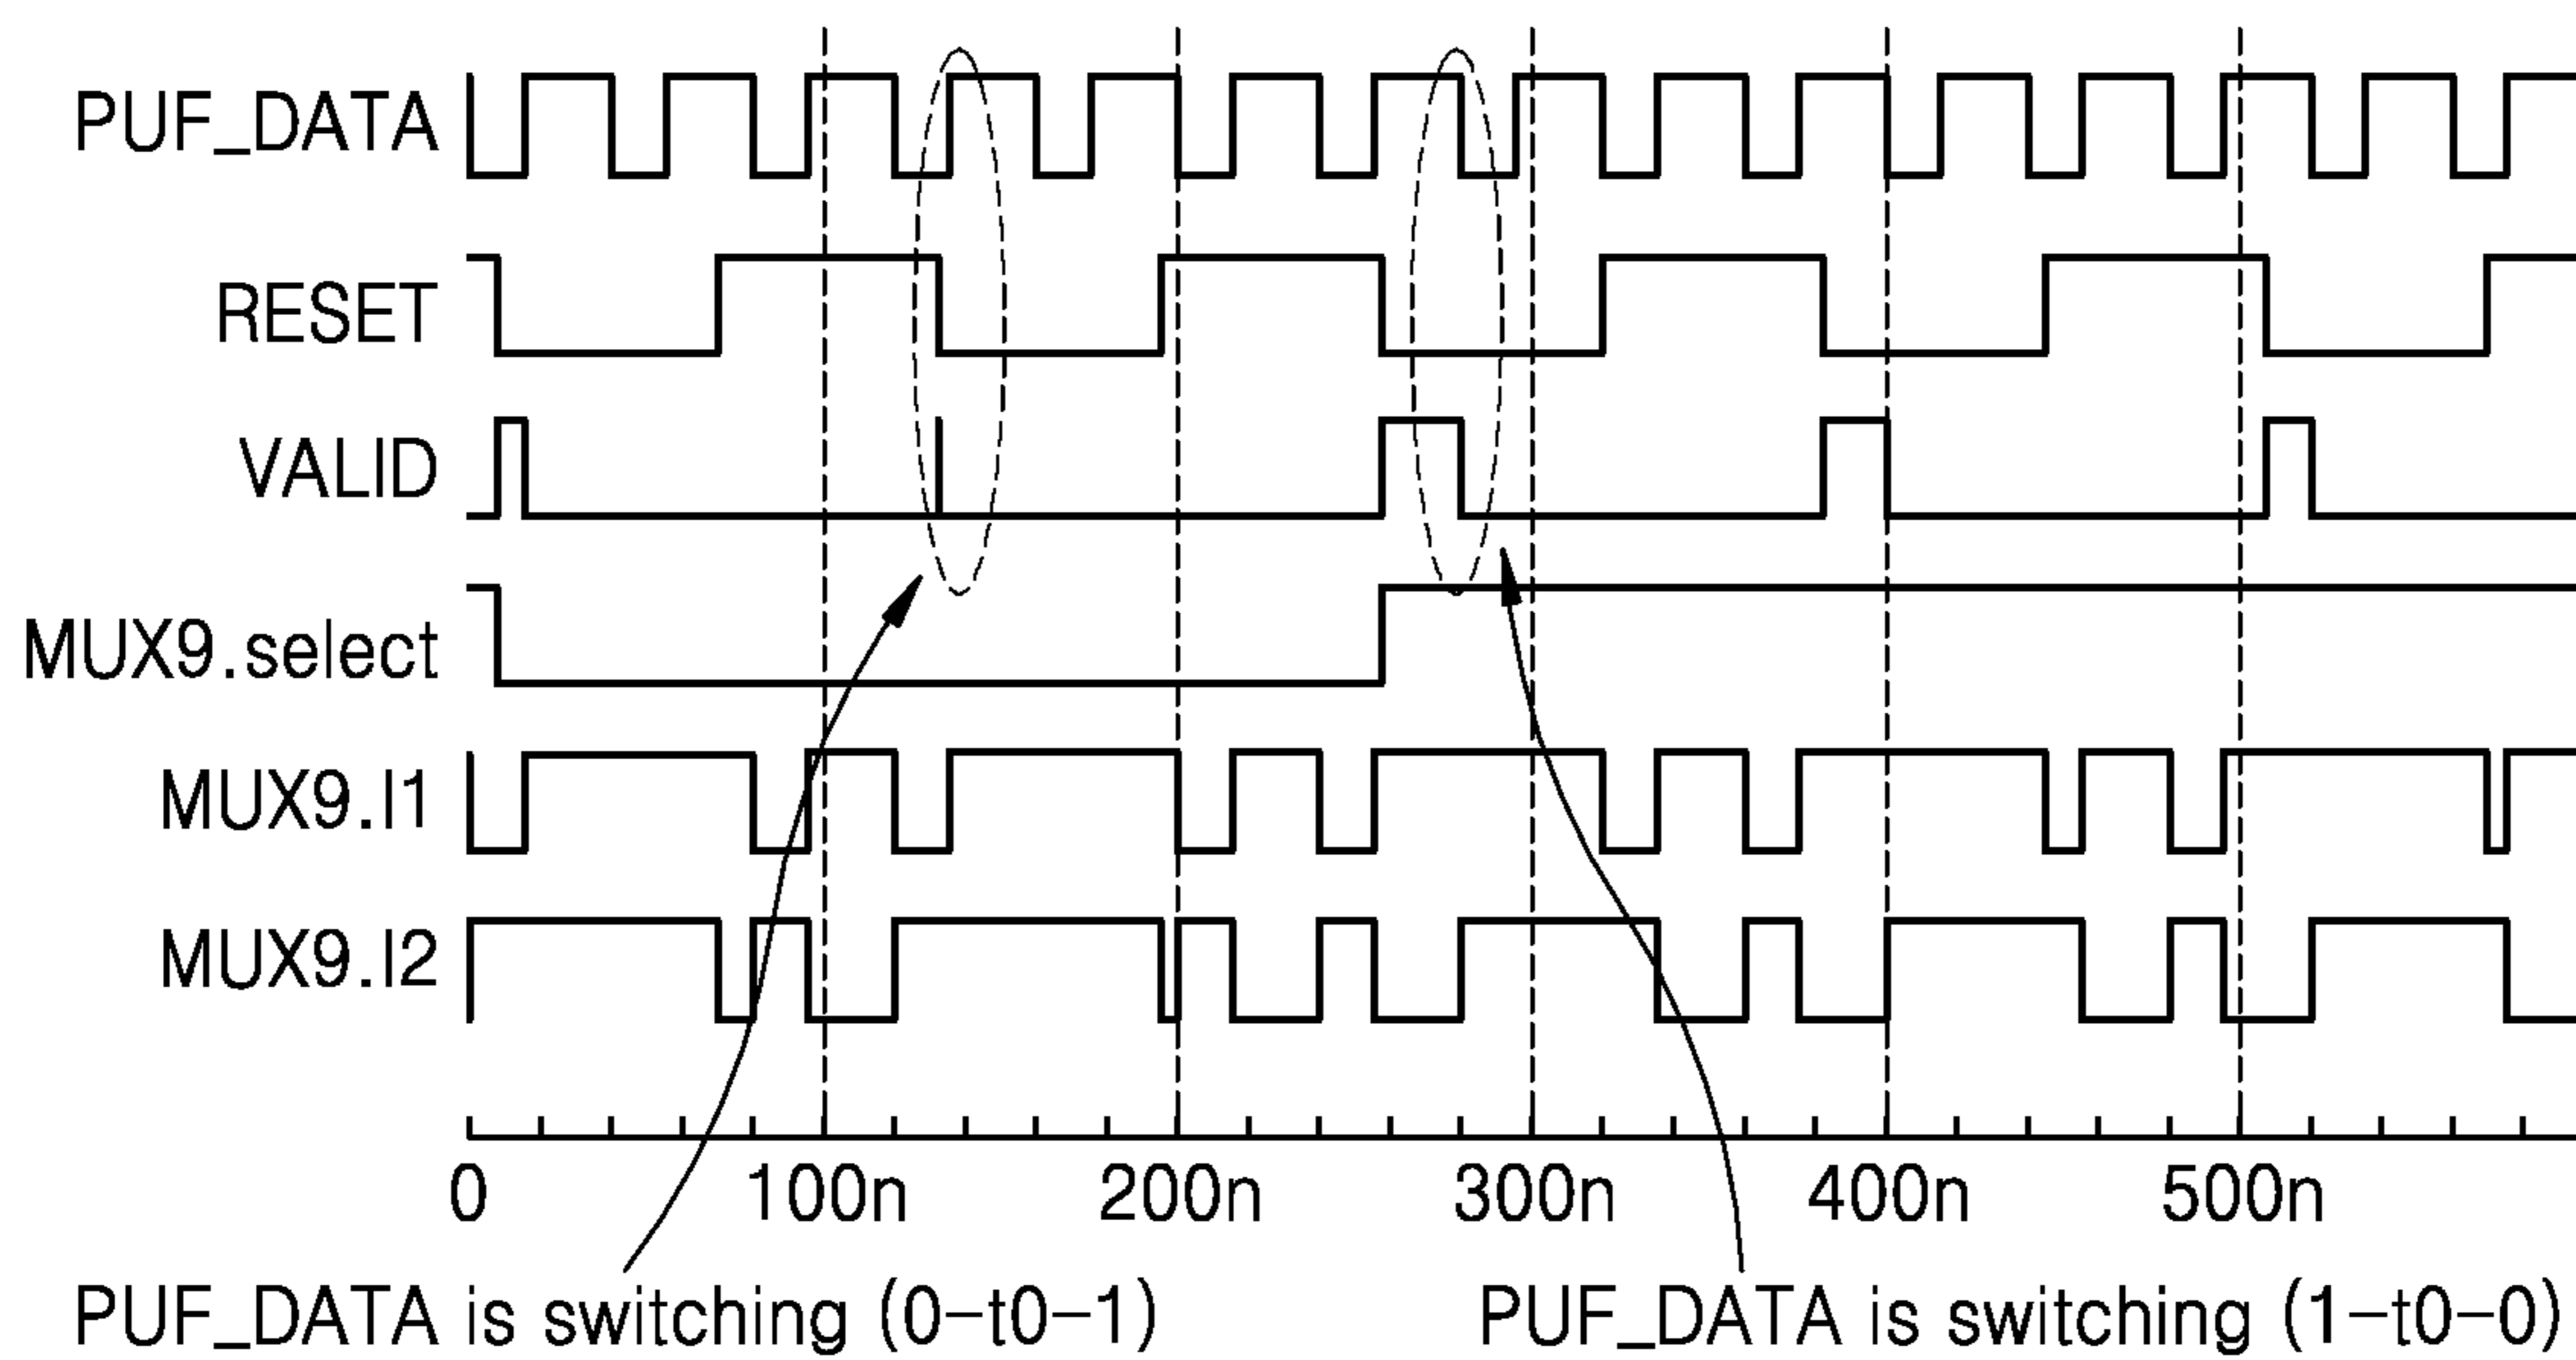 PUF_DATA
RESET
VALID
MUX9.select
MUX9.I1
MUX9.I2
0 100n 200n 300n 400n 500n
PUF_DATA is switching (0-t0-1) PUF_DATA is switching (1-t0-0)